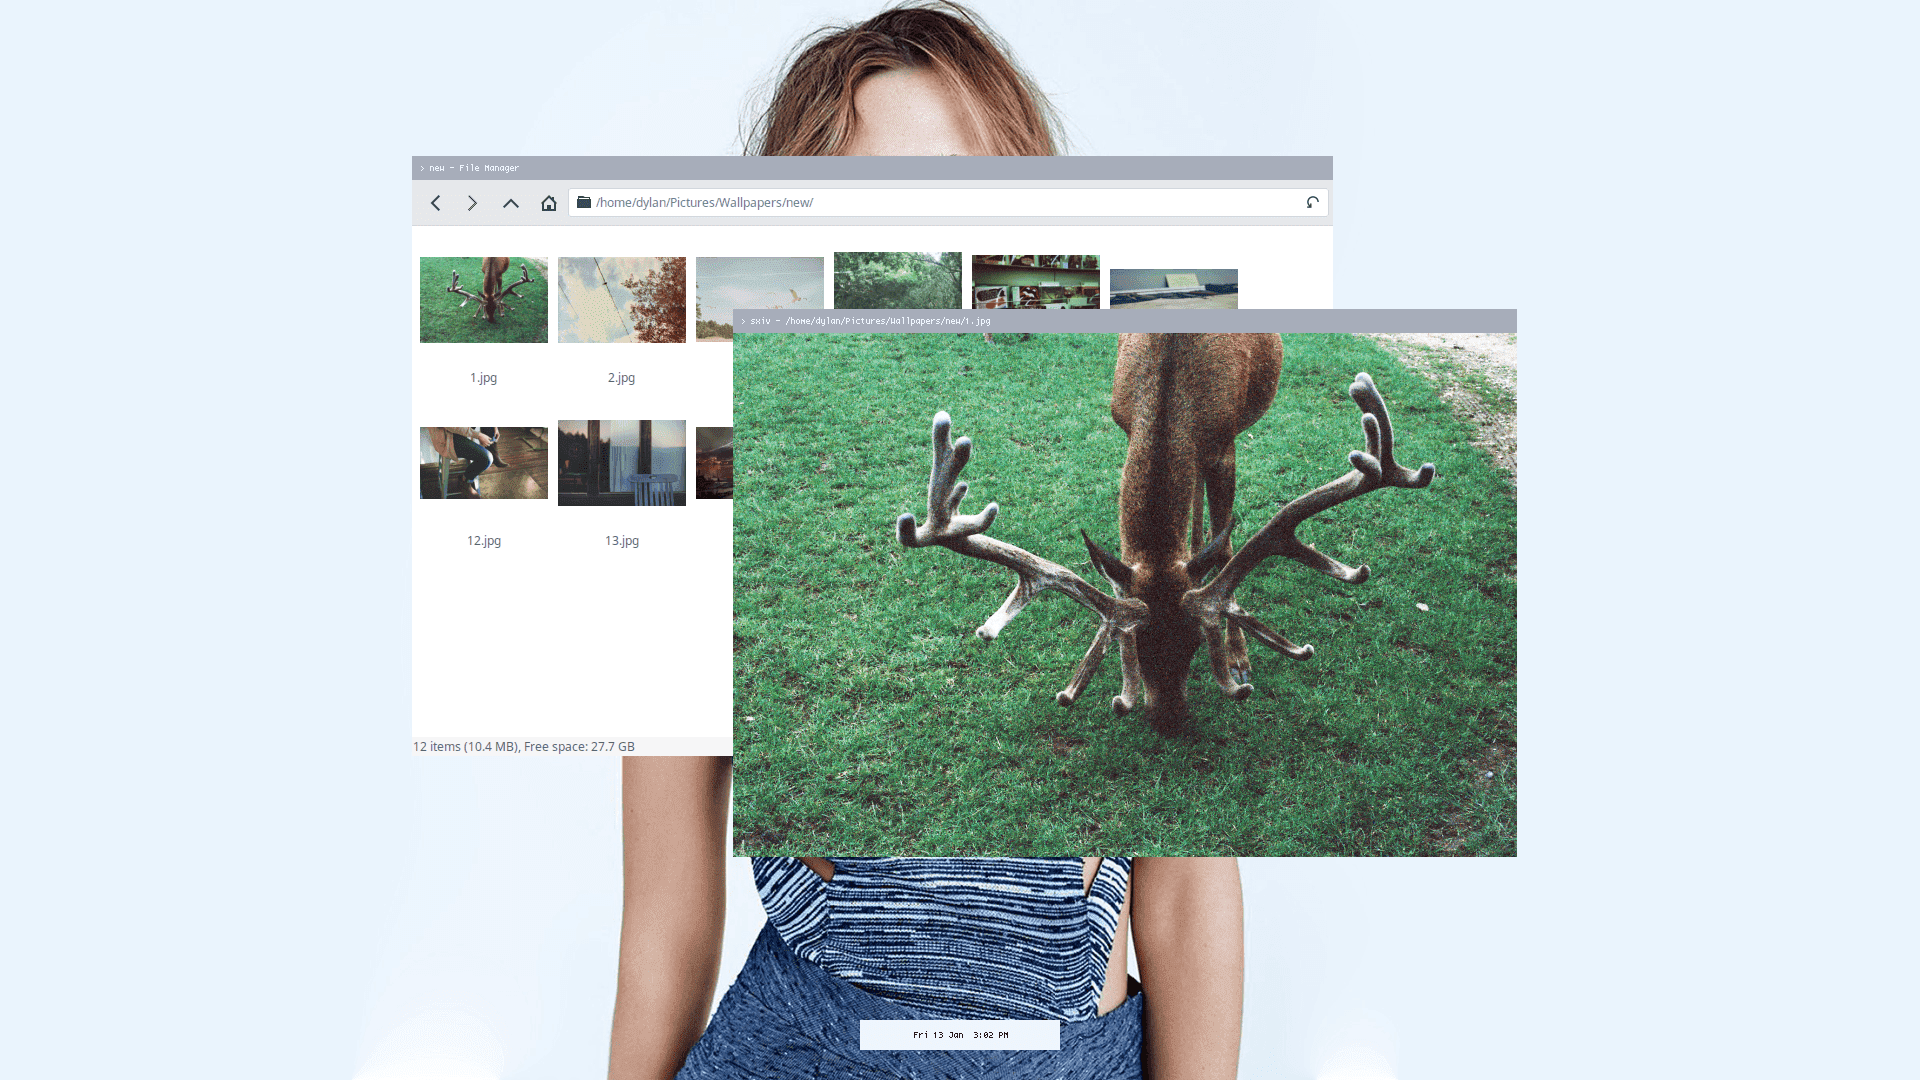 > new - File Manager
/home/dylan/Pictures/Wallpapers/new/
> sxiv - /home/dylan/Pictures/Wallpapers/new/1.jpg
1.jpg
2.jpg
12.jpg
13.jpg
12 items (10.4 MB), Free space: 27.7 GB
Fri 13 Jan 3:02 PM